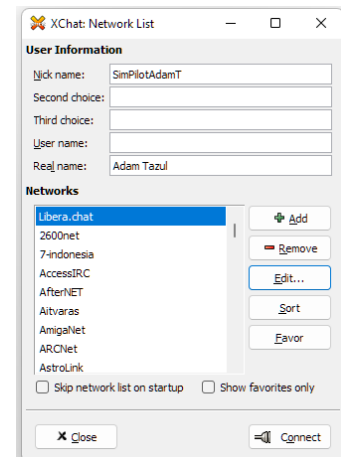 XChat: Network List
User Information
Nick name: SimPilotAdamT
Second choice:
Third choice:
User name:
Real name: Adam Tazul
Networks
Libera.chat
2600net
7-indonesia
AccessIRC
AfterNET
Aitvaras
AmigaNet
ARCNet
AstroLink
Add
Remove
Edit...
Sort
Favor
Skip network list on startup Show favorites only
Close Connect